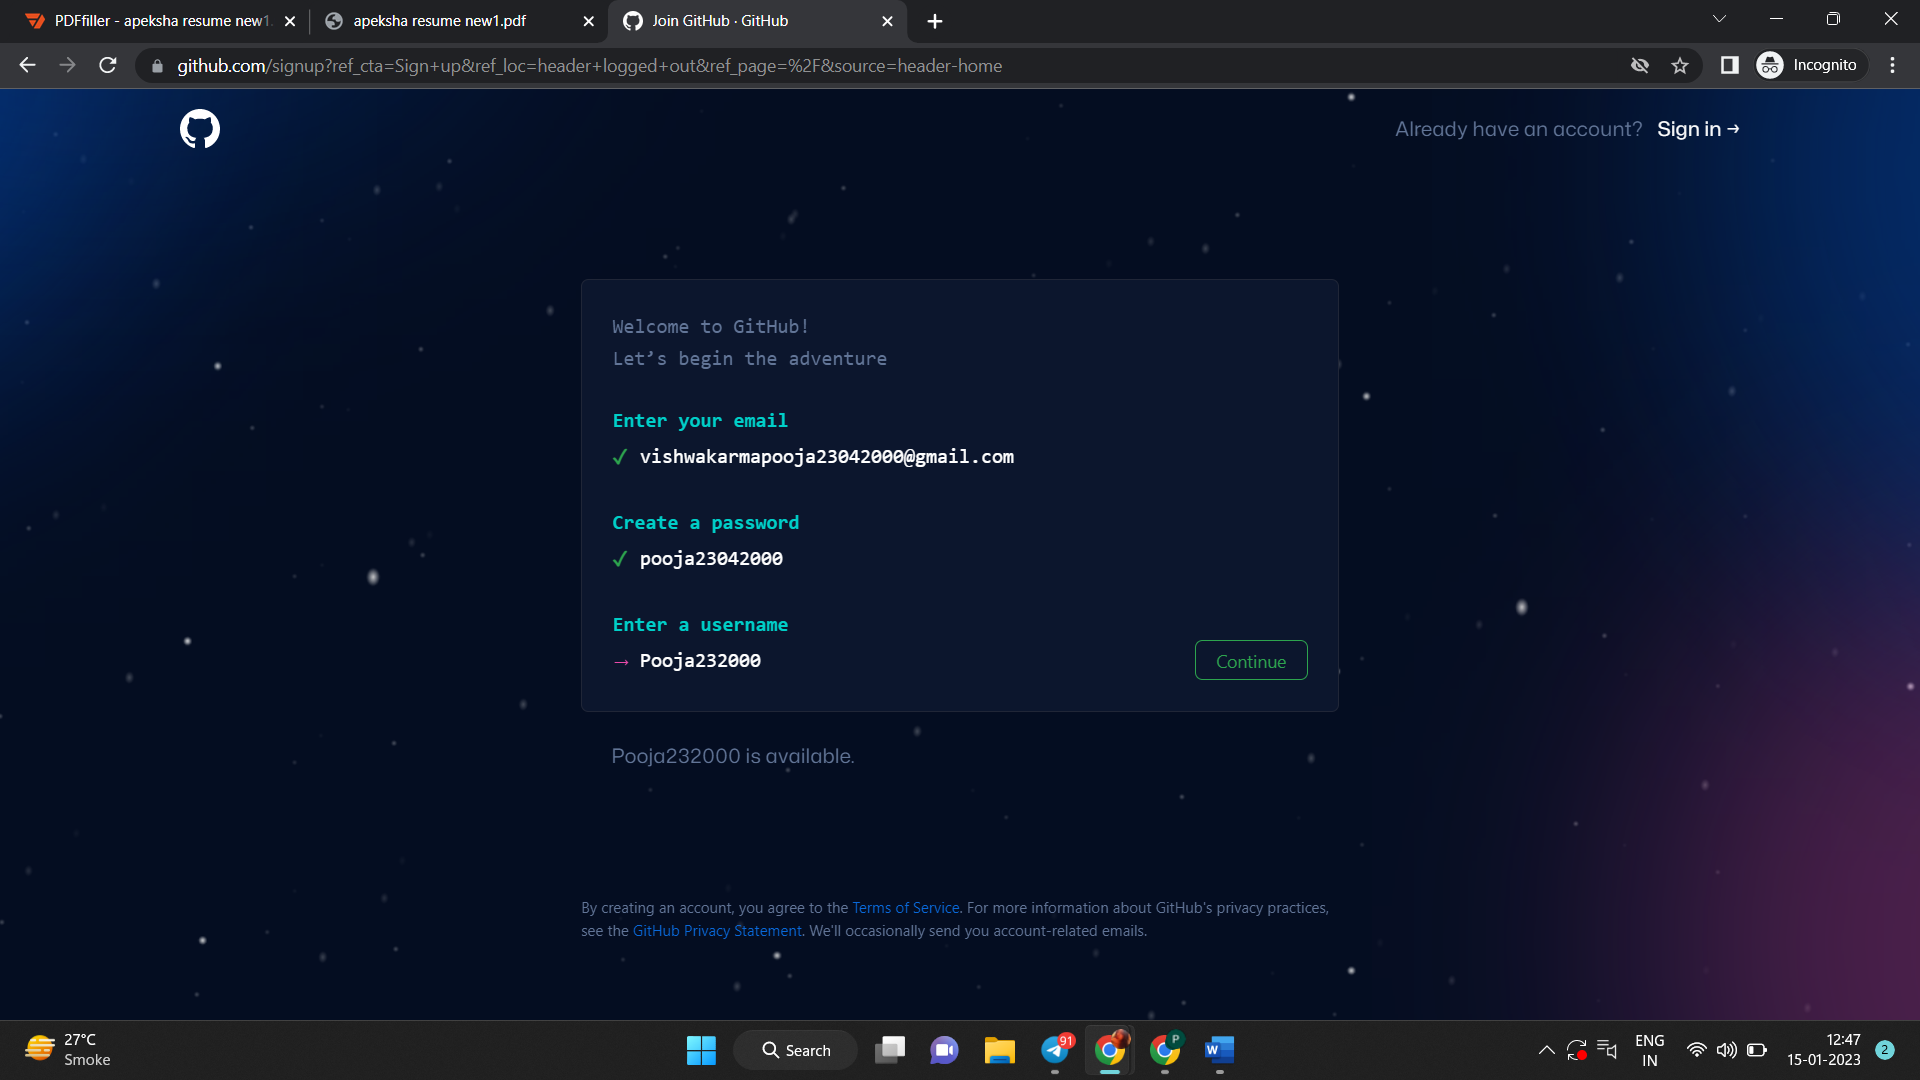 PDFfiller - apeksha resume new1.
apeksha resume new1.pdf
Join GitHub · GitHub
github.com/signup?ref_cta=Sign+up&ref_loc=header+logged+out&ref_page=%2F&source=header-home
Incognito
Already have an account? Sign in →
Welcome to GitHub!
Let’s begin the adventure
Enter your email
✓ vishwakarmapooja23042000@gmail.com
Create a password
✓ pooja23042000
Enter a username
→ Pooja232000
Continue
Pooja232000 is available.
By creating an account, you agree to the Terms of Service. For more information about GitHub's privacy practices,
see the GitHub Privacy Statement. We'll occasionally send you account-related emails.
27°C
Smoke
Search
91
P
W
ENG
IN
12:47
15-01-2023
2